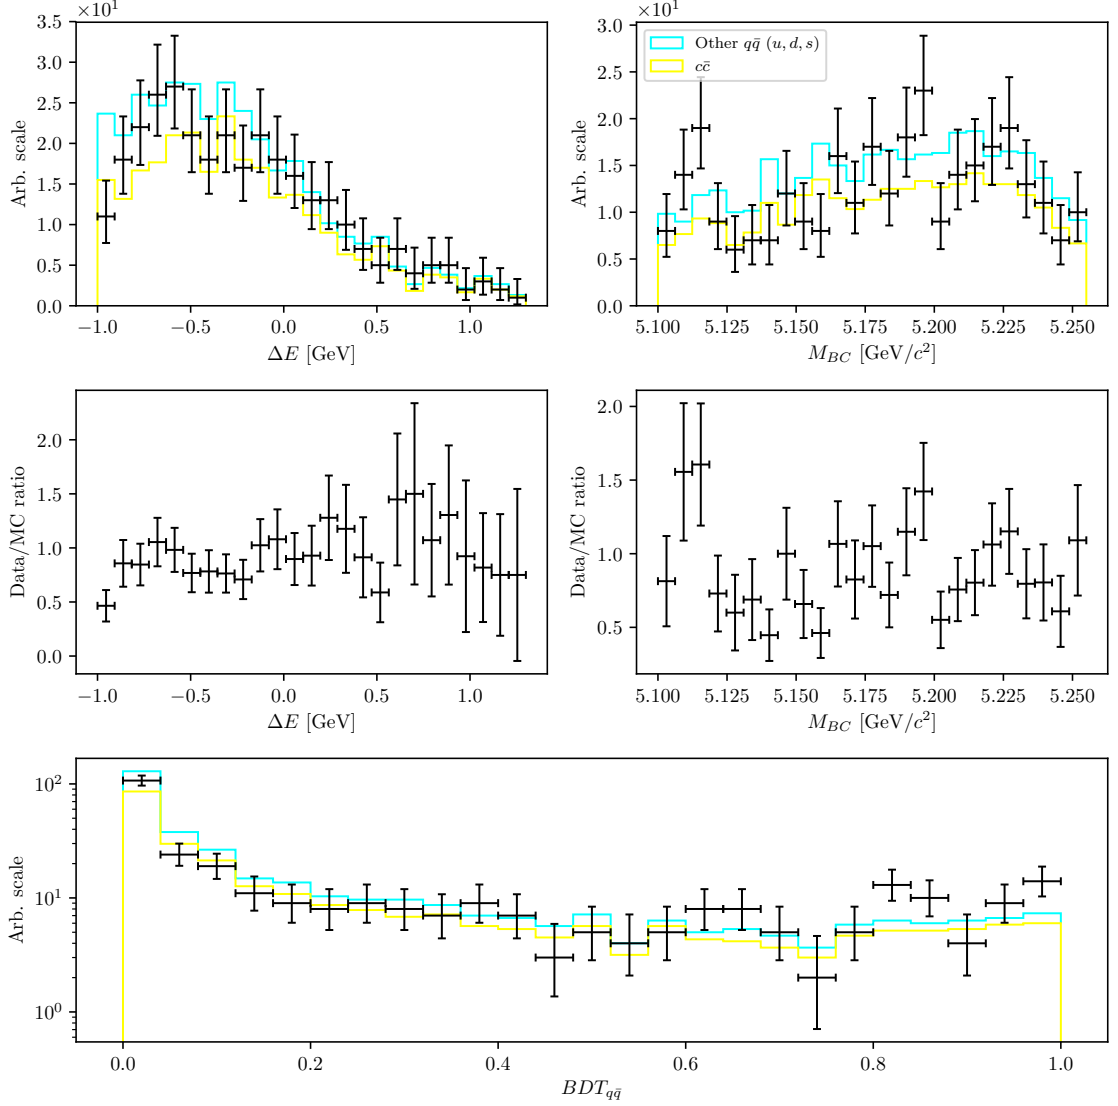 ×10¹
3.5
3.0
2.5
2.0
1.5
1.0
0.5
0.0
Arb. scale
−1.0 −0.5 0.0 0.5 1.0
ΔE [GeV]
×10¹
3.0
2.5
2.0
1.5
1.0
0.5
0.0
Arb. scale
Other qq̄ (u, d, s)
cc̄
5.100 5.125 5.150 5.175 5.200 5.225 5.250
M_{BC} [GeV/c²]
2.0
1.5
1.0
0.5
0.0
Data/MC ratio
−1.0 −0.5 0.0 0.5 1.0
ΔE [GeV]
2.0
1.5
1.0
0.5
Data/MC ratio
5.100 5.125 5.150 5.175 5.200 5.225 5.250
M_{BC} [GeV/c²]
10²
10¹
10⁰
Arb. scale
0.0 0.2 0.4 0.6 0.8 1.0
BDT_{qq̄}